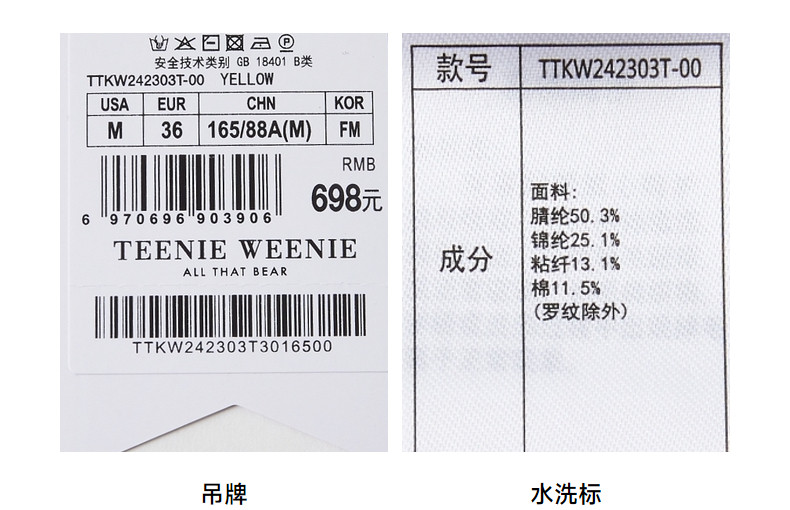 安全技术类别 GB 18401 B类
TTKW242303T-00 YELLOW
USA EUR CHN KOR
M 36 165/88A(M) FM
RMB
698元
6 970696 903906
TEENIE WEENIE
ALL THAT BEAR
TTKW242303T3016500
吊牌
款号 TTKW242303T-00
成分
面料:
腈纶50.3%
锦纶25.1%
粘纤13.1%
棉11.5%
(罗纹除外)
水洗标